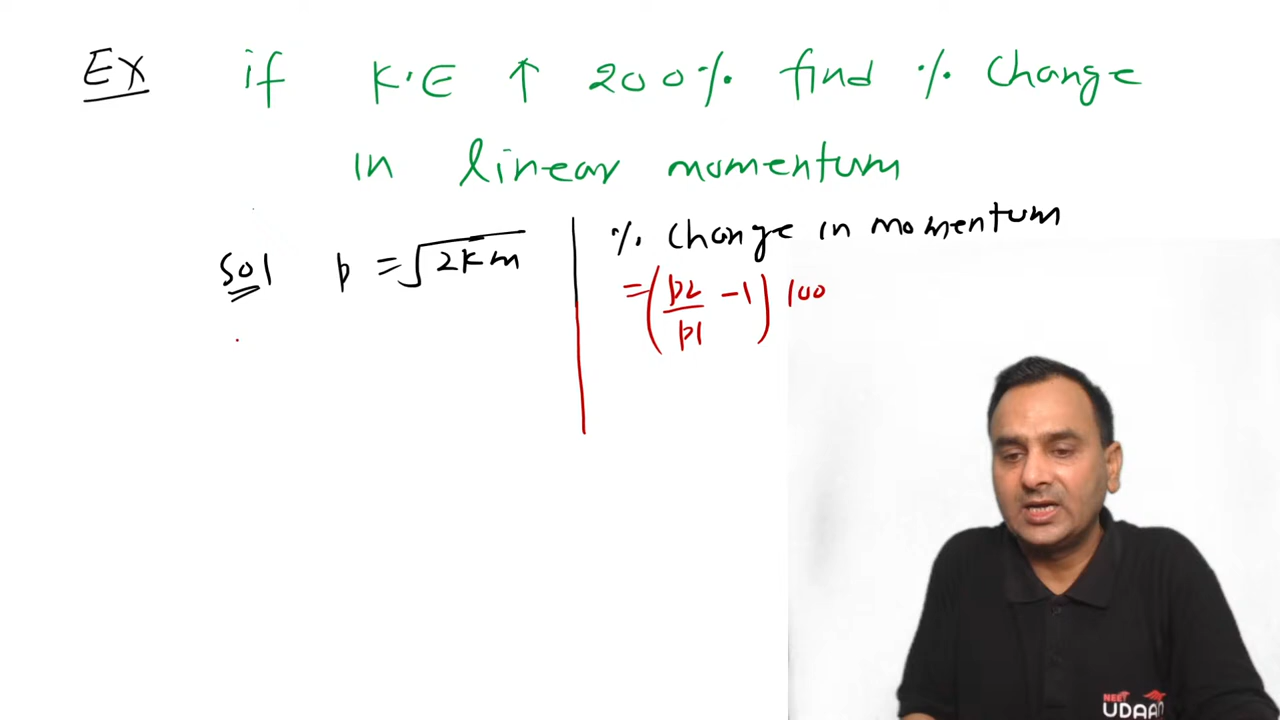 Ex if K.E ↑ 200% find % change
in linear momentum
Sol p = √2km
% change in momentum
= (p2/p1 - 1) 100
NEET
UDAAN